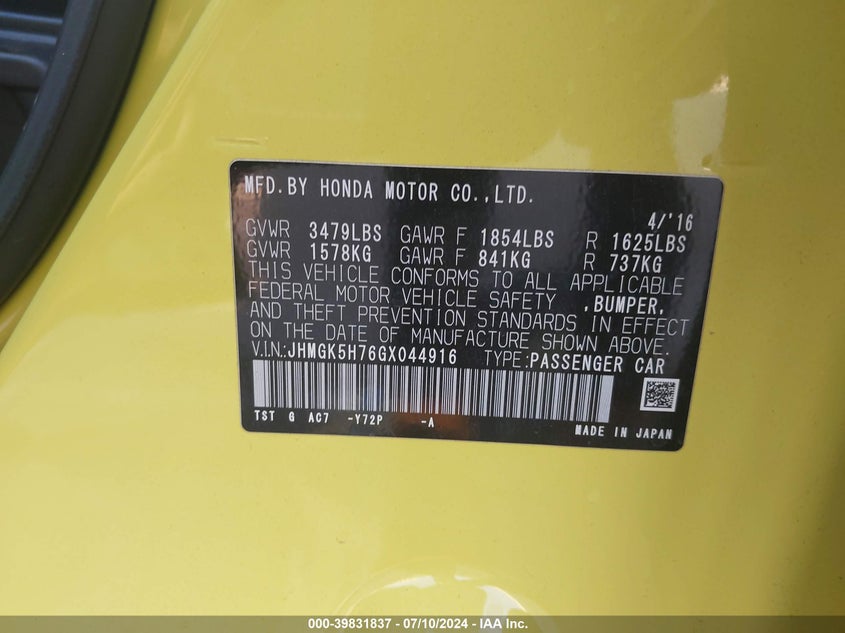 MFD.BY HONDA MOTOR CO.,LTD.
4/'16
GVWR 3479LBS GAWR F 1854LBS R 1625LBS
GVWR 1578KG GAWR F 841KG R 737KG
THIS VEHICLE CONFORMS TO ALL APPLICABLE
FEDERAL MOTOR VEHICLE SAFETY ,BUMPER,
AND THEFT PREVENTION STANDARDS IN EFFECT
ON THE DATE OF MANUFACTURE SHOWN ABOVE.
V.I.N.:JHMGK5H76GX044916 TYPE:PASSENGER CAR
TST G AC7 -Y72P -A
MADE IN JAPAN
000-39831837 - 07/10/2024 - IAA Inc.